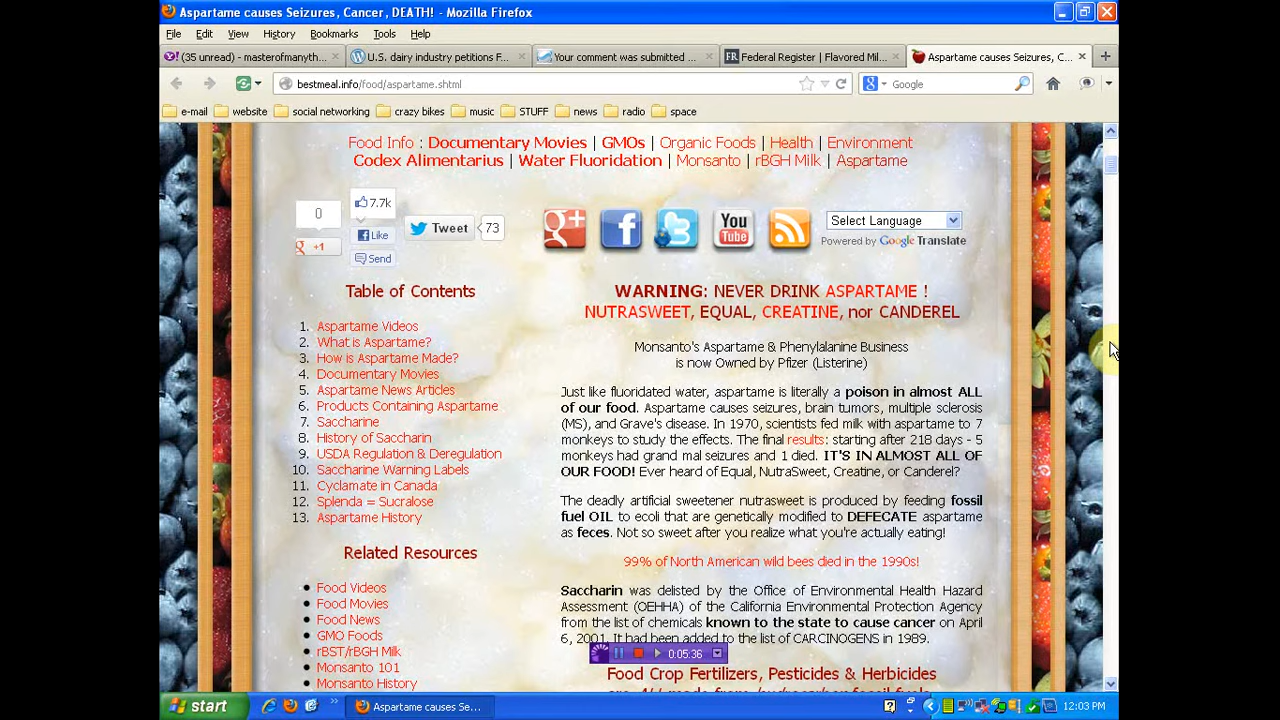 Aspartame causes Seizures, Cancer, DEATH! - Mozilla Firefox
File Edit View History Bookmarks Tools Help
(35 unread) - masterofmanyth...
U.S. dairy industry petitions F...
Your comment was submitted ...
Federal Register | Flavored Mil...
Aspartame causes Seizures, C...
bestmeal.info/food/aspartame.shtml
Google
e-mail website social networking crazy bikes music STUFF news radio space
Food Info : Documentary Movies | GMOs | Organic Foods | Health | Environment
Codex Alimentarius | Water Fluoridation | Monsanto | rBGH Milk | Aspartame
0
+1
7.7k
Like
Send
Tweet 73
You Tube
Select Language
Powered by Google Translate
Table of Contents
1. Aspartame Videos
2. What is Aspartame?
3. How is Aspartame Made?
4. Documentary Movies
5. Aspartame News Articles
6. Products Containing Aspartame
7. Saccharine
8. History of Saccharin
9. USDA Regulation & Deregulation
10. Saccharine Warning Labels
11. Cyclamate in Canada
12. Splenda = Sucralose
13. Aspartame History
Related Resources
Food Videos
Food Movies
Food News
GMO Foods
rBST/rBGH Milk
Monsanto 101
Monsanto History
WARNING: NEVER DRINK ASPARTAME !
NUTRASWEET, EQUAL, CREATINE, nor CANDEREL
Monsanto's Aspartame & Phenylalanine Business
is now Owned by Pfizer (Listerine)
Just like fluoridated water, aspartame is literally a poison in almost ALL
of our food. Aspartame causes seizures, brain tumors, multiple sclerosis
(MS), and Grave's disease. In 1970, scientists fed milk with aspartame to 7
monkeys to study the effects. The final results: starting after 218 days - 5
monkeys had grand mal seizures and 1 died. IT'S IN ALMOST ALL OF
OUR FOOD! Ever heard of Equal, NutraSweet, Creatine, or Canderel?
The deadly artificial sweetener nutrasweet is produced by feeding fossil
fuel OIL to ecoli that are genetically modified to DEFECATE aspartame
as feces. Not so sweet after you realize what you're actually eating!
99% of North American wild bees died in the 1990s!
Saccharin was delisted by the Office of Environmental Health Hazard
Assessment (OEHHA) of the California Environmental Protection Agency
from the list of chemicals known to the state to cause cancer on April
6, 2001. It had been added to the list of CARCINOGENS in 1989.
0:05:36
Food Crop Fertilizers, Pesticides & Herbicides
start
Aspartame causes Se...
12:03 PM